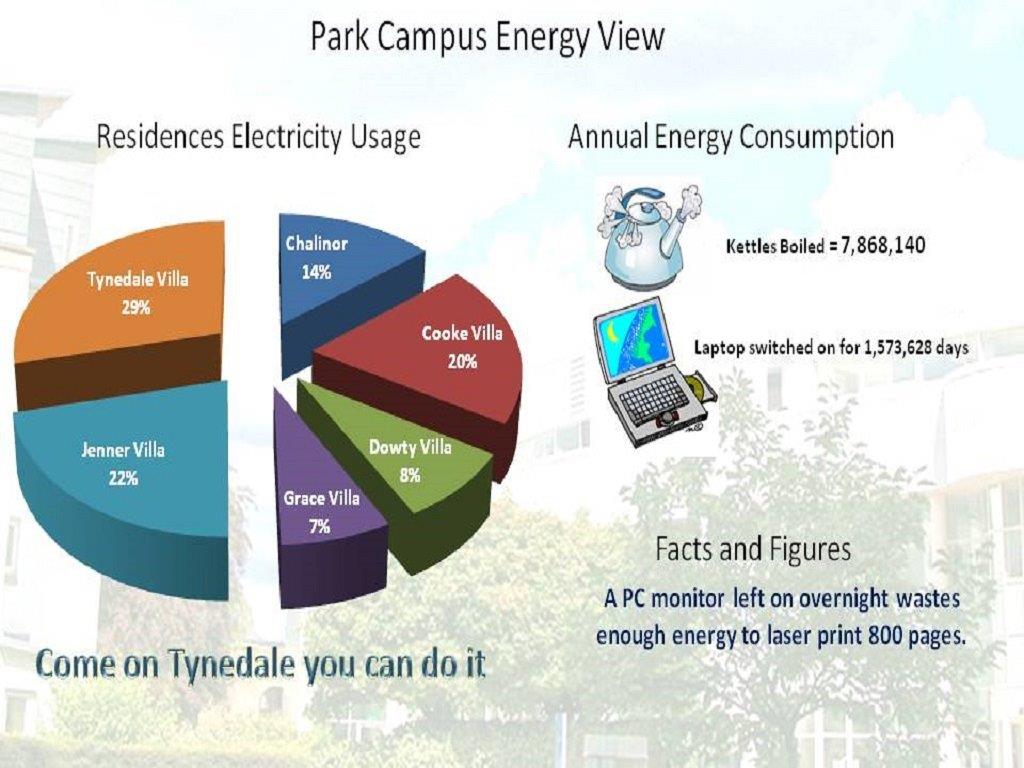 Park Campus Energy View
Residences Electricity Usage
Chalinor
14%
Cooke Villa
20%
Dowty Villa
8%
Grace Villa
7%
Jenner Villa
22%
Tynedale Villa
29%
Come on Tynedale you can do it
Annual Energy Consumption
Kettles Boiled = 7,868,140
Laptop switched on for 1,573,628 days
Facts and Figures
A PC monitor left on overnight wastes
enough energy to laser print 800 pages.